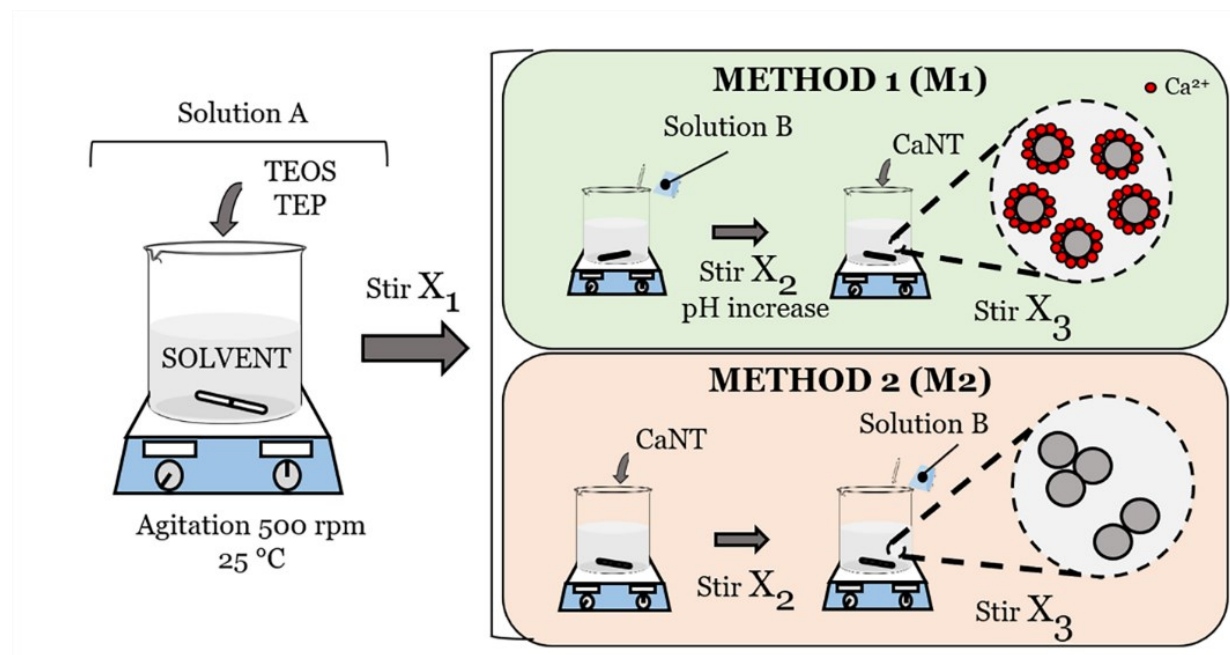 Solution A
TEOS
TEP
SOLVENT
Agitation 500 rpm
25 °C
Stir X₁
METHOD 1 (M1)
Ca²⁺
Solution B
CaNT
Stir X₂
pH increase
Stir X₃
METHOD 2 (M2)
CaNT
Solution B
Stir X₂
Stir X₃